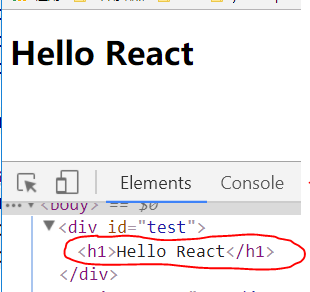 Hello React
Elements
Console
<body> == $0
<div id="test">
<h1>Hello React</h1>
</div>